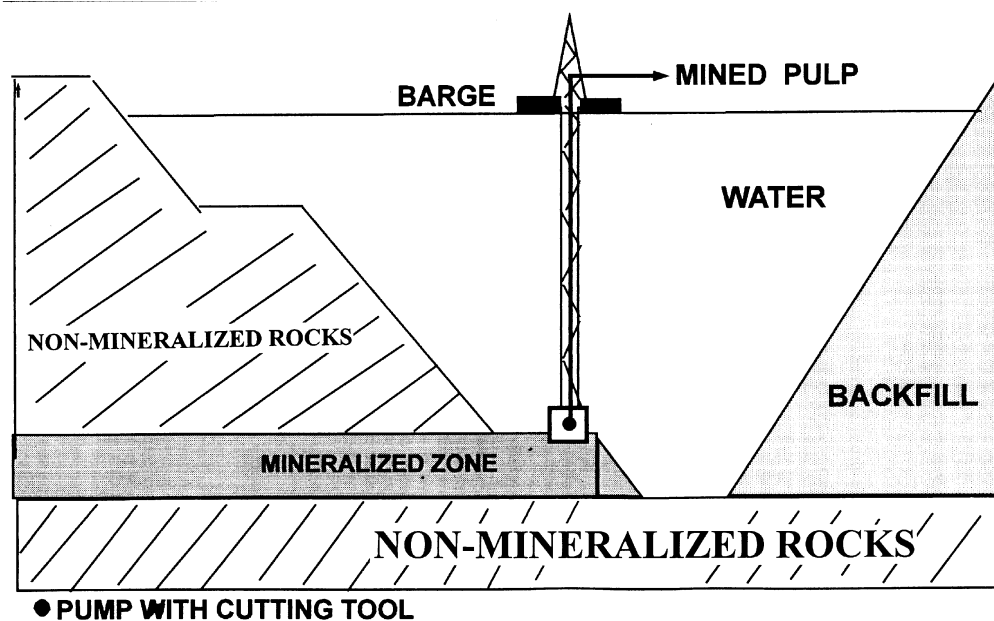 MINED PULP
BARGE
WATER
NON-MINERALIZED ROCKS
BACKFILL
MINERALIZED ZONE
NON-MINERALIZED ROCKS
PUMP WITH CUTTING TOOL